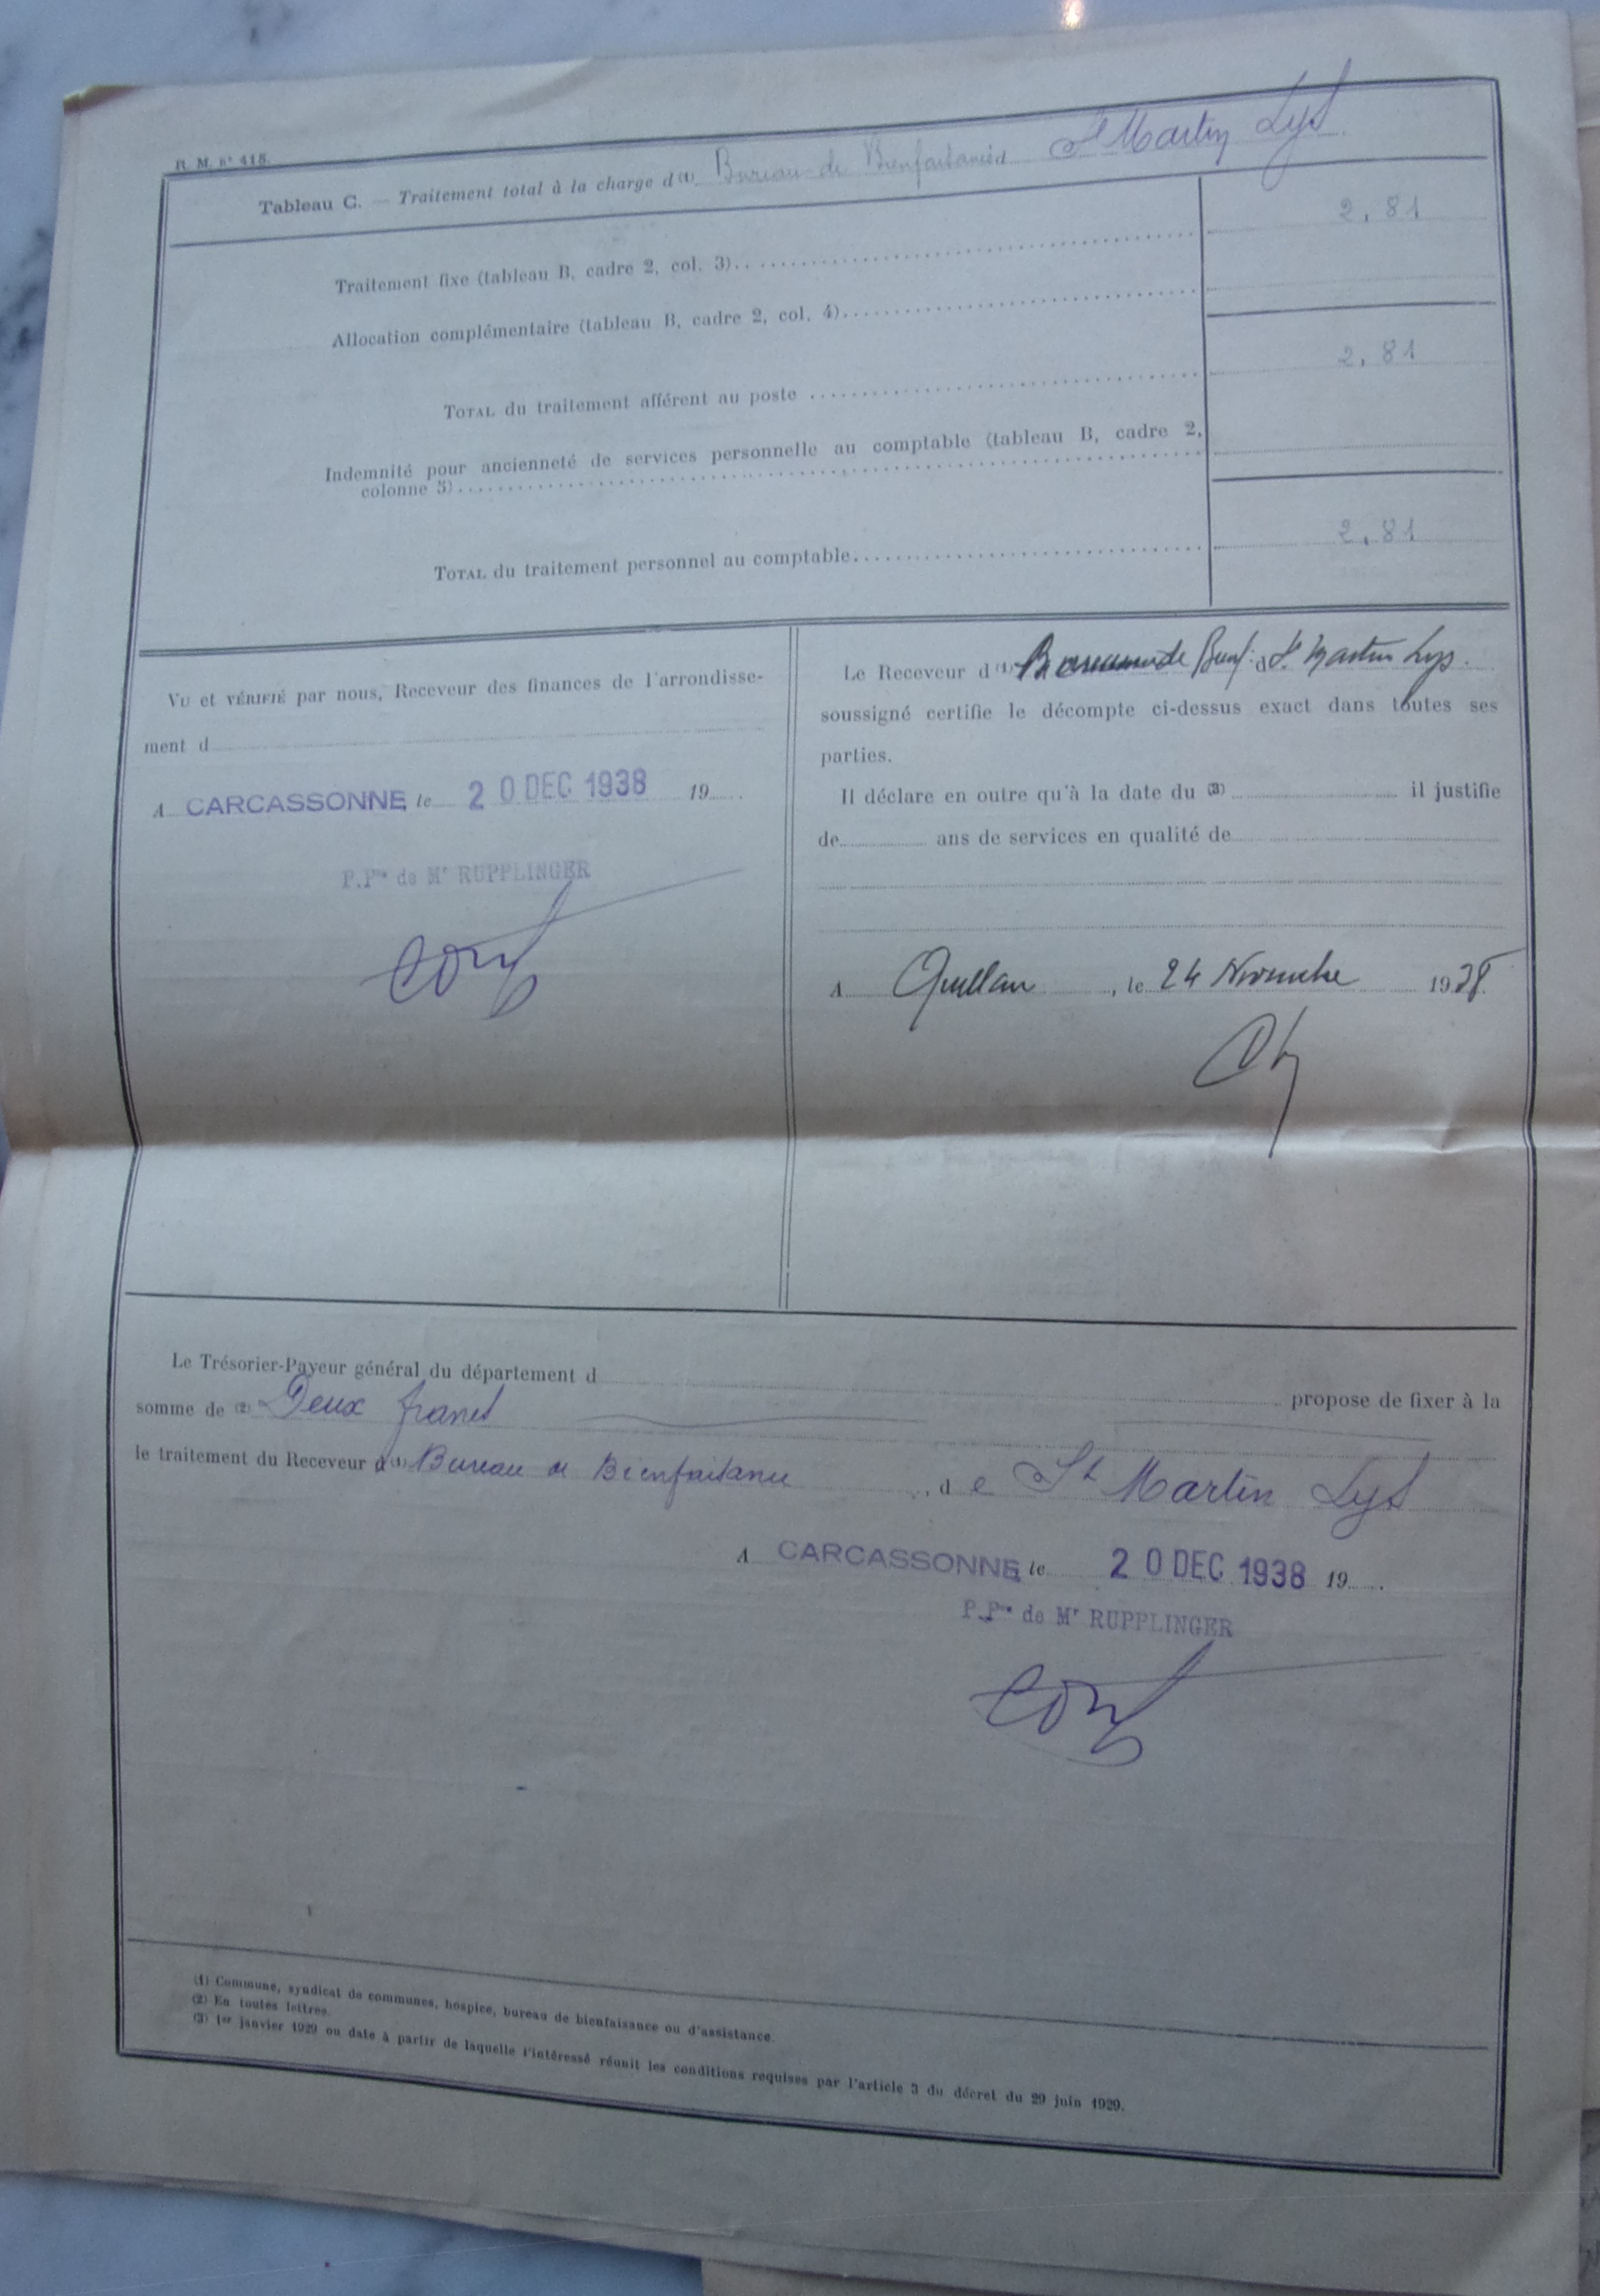 R. M. n° 415.
Tableau C. — Traitement total à la charge d (1) Bureau de Bienfaisance d St Martin Lys
Traitement fixe (tableau B, cadre 2, col. 3) 2,81
Allocation complémentaire (tableau B, cadre 2, col. 4)
TOTAL du traitement afférent au poste 2,81
Indemnité pour ancienneté de services personnelle au comptable (tableau B, cadre 2,
colonne 5)
TOTAL du traitement personnel au comptable 2,81
VU et VÉRIFIÉ par nous, Receveur des finances de l'arrondisse-
ment d
A CARCASSONNE, le 20 DEC 1938 19 .
P.Pon de Mr RUPPLINGER
Le Receveur d (1) Bureau de Bienf. d St Martin Lys.
soussigné certifie le décompte ci-dessus exact dans toutes ses
parties.
Il déclare en outre qu'à la date du (3) il justifie
de ans de services en qualité de
A Quillan, le 24 Novembre 1938.
Le Trésorier-Payeur général du département d propose de fixer à la
somme de (2) Deux francs
le traitement du Receveur d (1) Bureau de Bienfaisance, d e St Martin Lys
A CARCASSONNE, le 20 DEC 1938 19 .
P.Pon de Mr RUPPLINGER
(1) Commune, syndicat de communes, hospice, bureau de bienfaisance ou d'assistance.
(2) En toutes lettres.
(3) 1er janvier 1929 ou date à partir de laquelle l'intéressé réunit les conditions requises par l'article 3 du décret du 29 juin 1929.